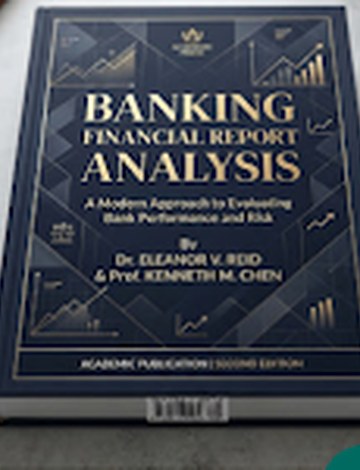 BANKING
FINANCIAL REPORT
ANALYSIS
A Modern Approach to Evaluating
Bank Performance and Risk
By
Dr. ELEANOR V. REID
& Prof. KENNETH M. CHEN
ACADEMIC PUBLICATION | SECOND EDITION